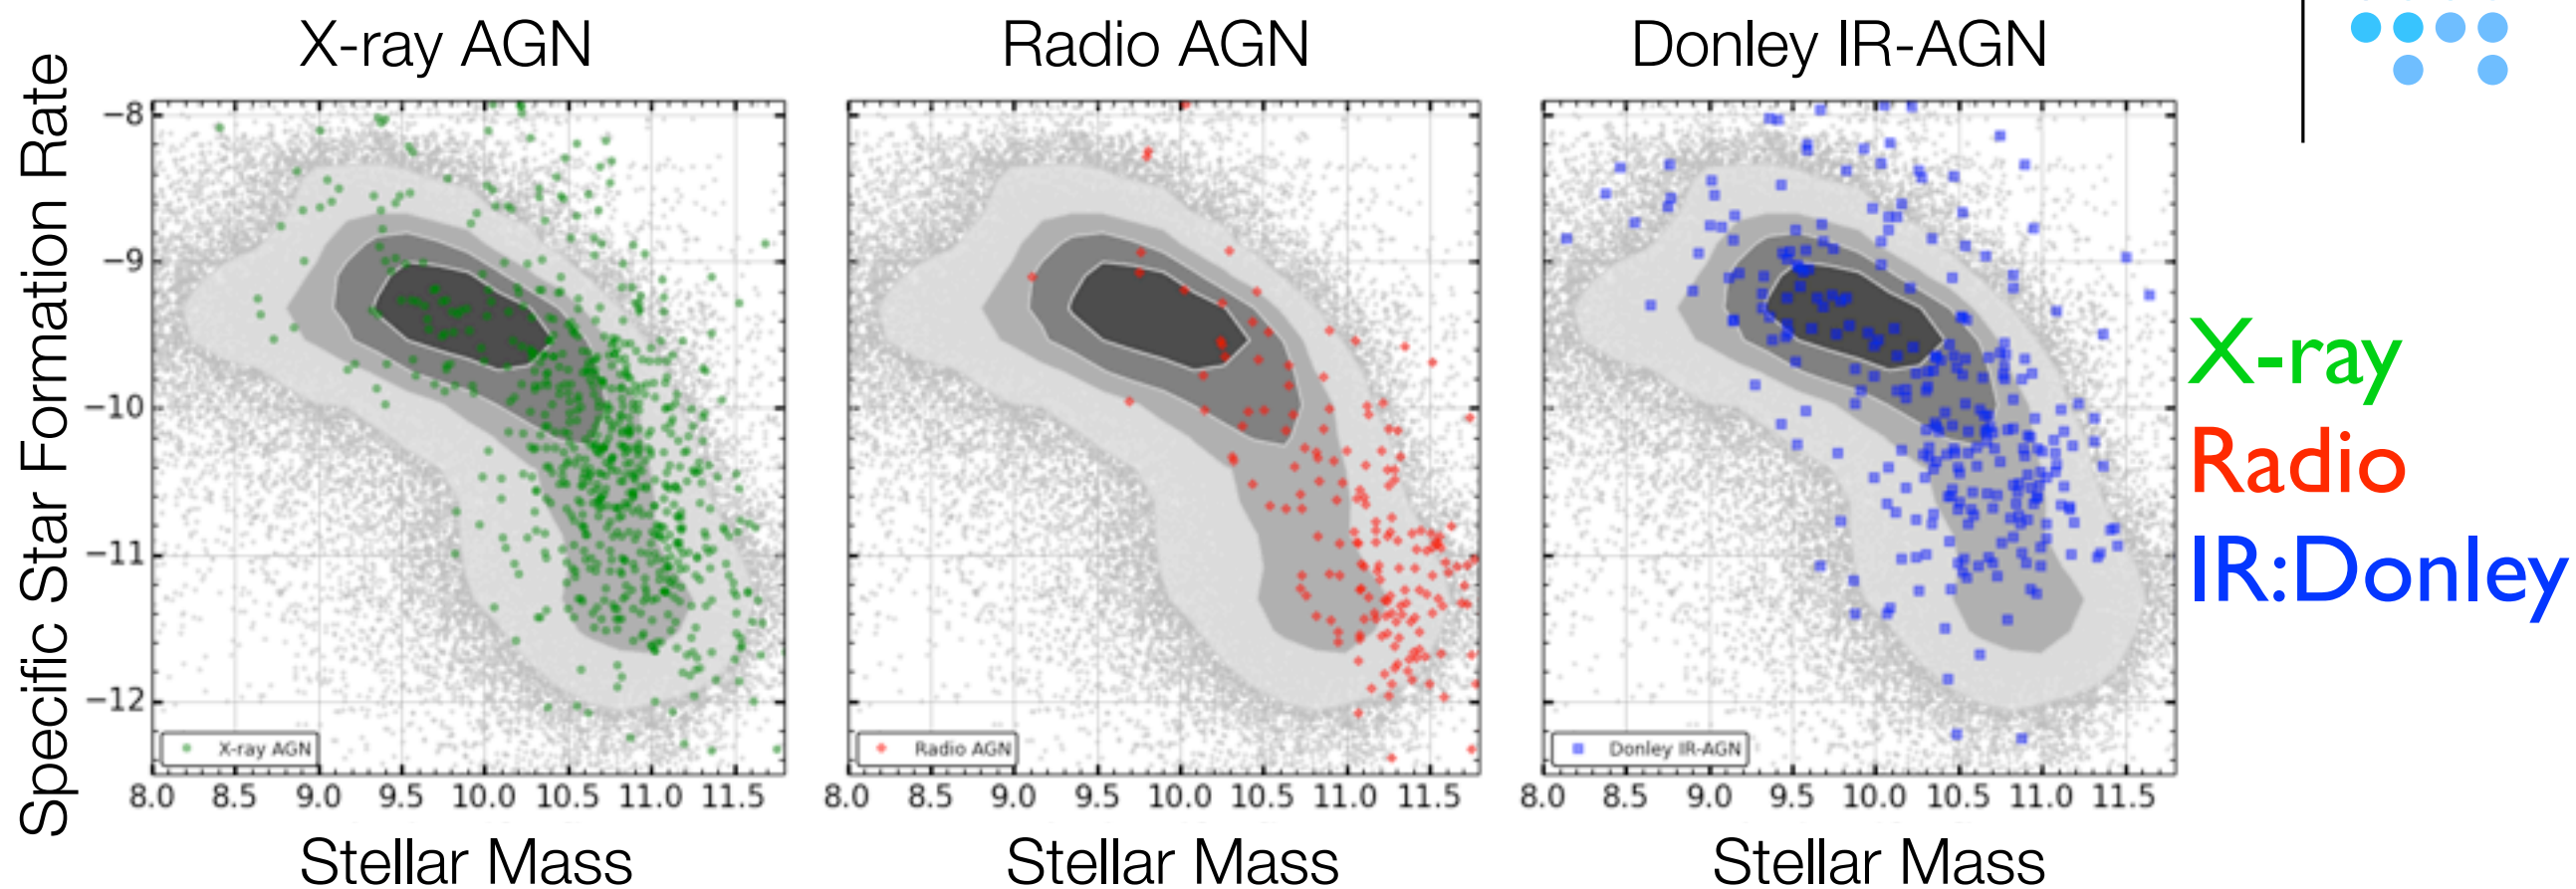 X-ray AGN
Radio AGN
Donley IR-AGN
Specific Star Formation Rate
−8
−9
−10
−11
−12
X-ray AGN
Radio AGN
Donley IR-AGN
8.0 8.5 9.0 9.5 10.0 10.5 11.0 11.5
8.0 8.5 9.0 9.5 10.0 10.5 11.0 11.5
8.0 8.5 9.0 9.5 10.0 10.5 11.0 11.5
Stellar Mass
Stellar Mass
Stellar Mass
X-ray
Radio
IR:Donley